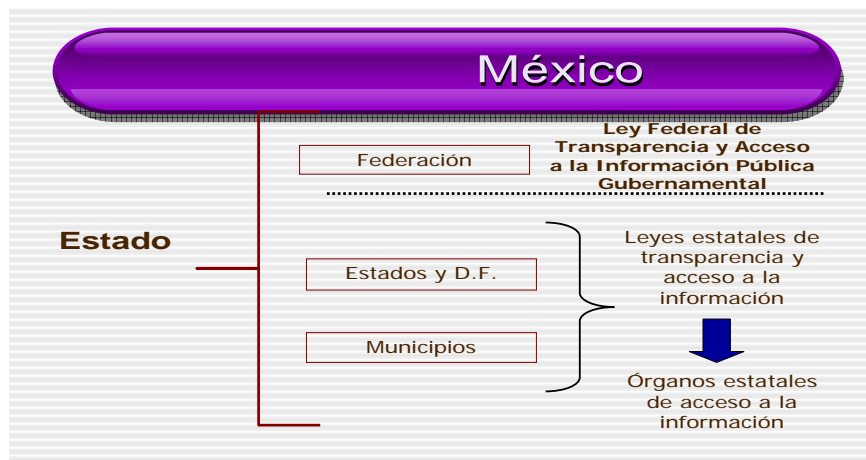 México
Ley Federal de
Transparencia y Acceso
a la Información Pública
Gubernamental
Federación
Estado
Estados y D.F.
Municipios
Leyes estatales de
transparencia y
acceso a la
información
Órganos estatales
de acceso a la
información